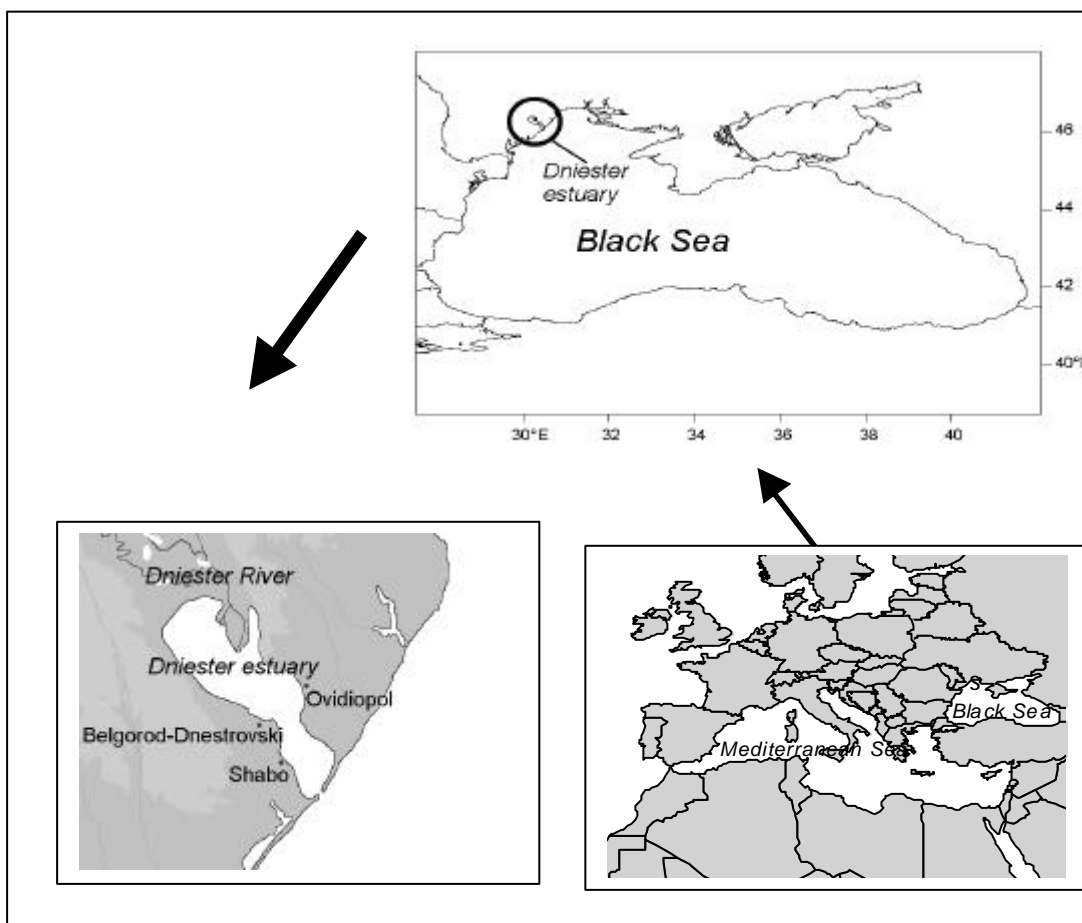 46
Dniester
estuary
44
Black Sea
42
40°
30°E 32 34 36 38 40
Dniester River
Dniester estuary
Ovidiopol
Belgorod-Dnestrovski
Shabo
Black Sea
Mediterranean Sea